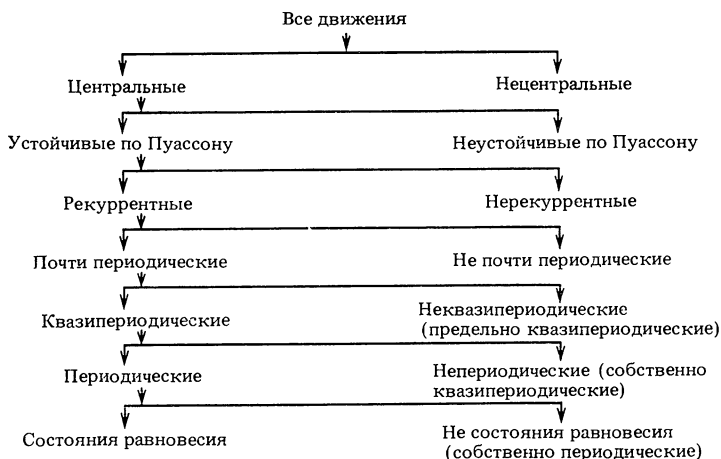 Все движения
Центральные
Нецентральные
Устойчивые по Пуассону
Неустойчивые по Пуассону
Рекуррентные
Нерекуррентные
Почти периодические
Не почти периодические
Квазипериодические
Неквазипериодические
(предельно квазипериодические)
Периодические
Непериодические (собственно
квазипериодические)
Состояния равновесия
Не состояния равновесия
(собственно периодические)